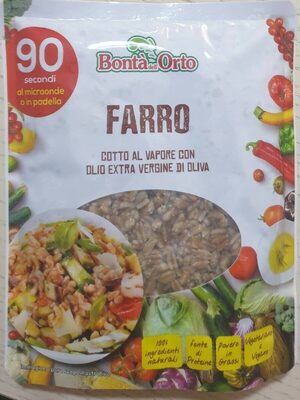 90
secondi
al microonde
o in padella
Bontà dell'Orto
FARRO
COTTO AL VAPORE CON
OLIO EXTRA VERGINE DI OLIVA
100%
ingredienti
naturali
fonte
di
Proteine
Povero
in
Grassi
Vegetariano
e
Vegano